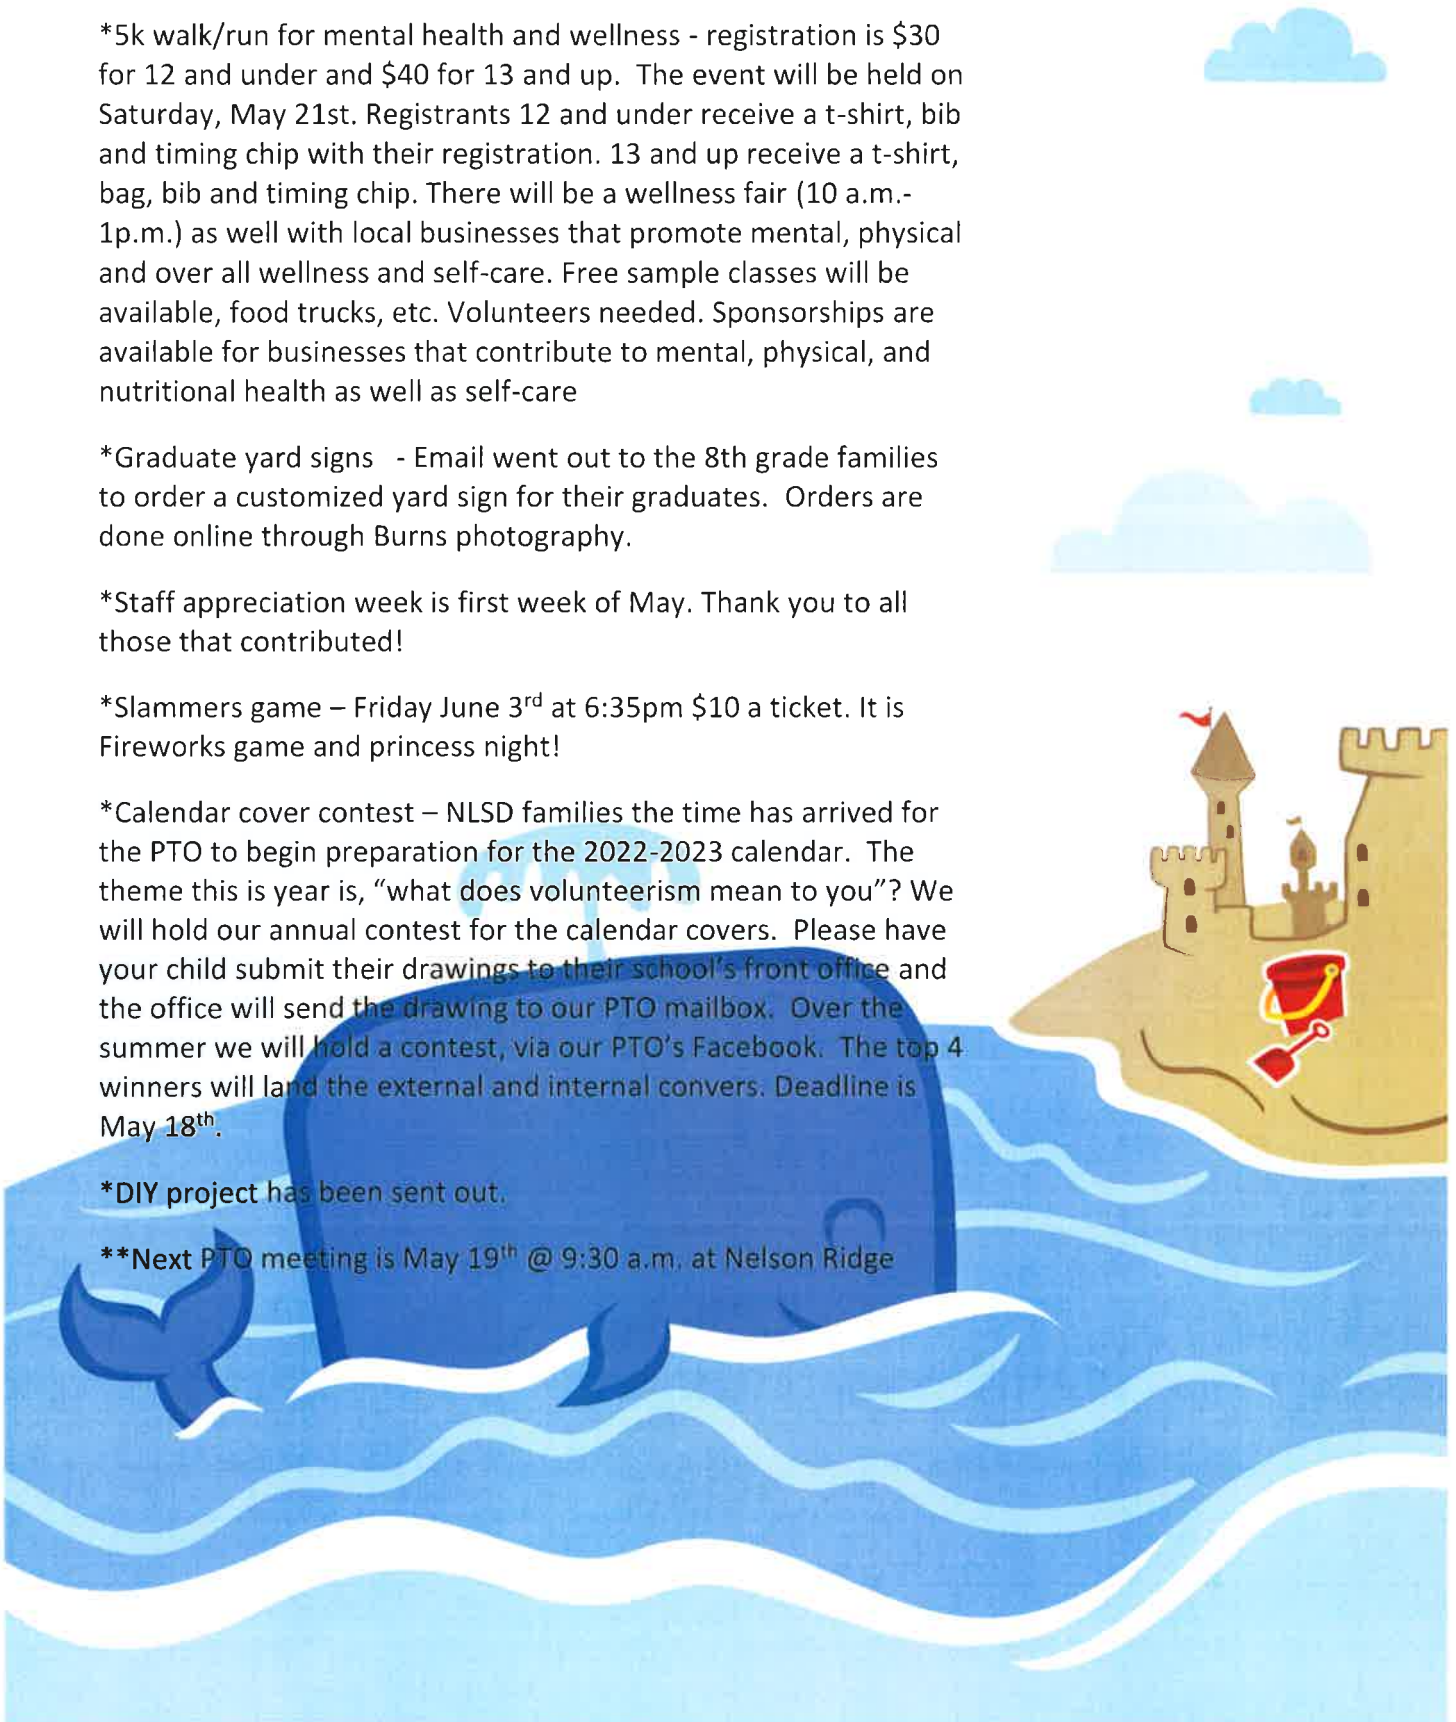 *5k walk/run for mental health and wellness - registration is $30
for 12 and under and $40 for 13 and up.  The event will be held on
Saturday, May 21st. Registrants 12 and under receive a t-shirt, bib
and timing chip with their registration. 13 and up receive a t-shirt,
bag, bib and timing chip. There will be a wellness fair (10 a.m.-
1p.m.) as well with local businesses that promote mental, physical
and over all wellness and self-care. Free sample classes will be
available, food trucks, etc. Volunteers needed. Sponsorships are
available for businesses that contribute to mental, physical, and
nutritional health as well as self-care
*Graduate yard signs   - Email went out to the 8th grade families
to order a customized yard sign for their graduates.  Orders are
done online through Burns photography.
*Staff appreciation week is first week of May. Thank you to all
those that contributed!
*Slammers game – Friday June 3rd at 6:35pm $10 a ticket. It is
Fireworks game and princess night!
*Calendar cover contest – NLSD families the time has arrived for
the PTO to begin preparation for the 2022-2023 calendar.  The
theme this is year is, “what does volunteerism mean to you”? We
will hold our annual contest for the calendar covers.  Please have
your child submit their drawings to their school's front office and
the office will send the drawing to our PTO mailbox.  Over the
summer we will hold a contest, via our PTO's Facebook.  The top 4
winners will land the external and internal convers. Deadline is
May 18th.
*DIY project has been sent out.
**Next PTO meeting is May 19th @ 9:30 a.m. at Nelson Ridge